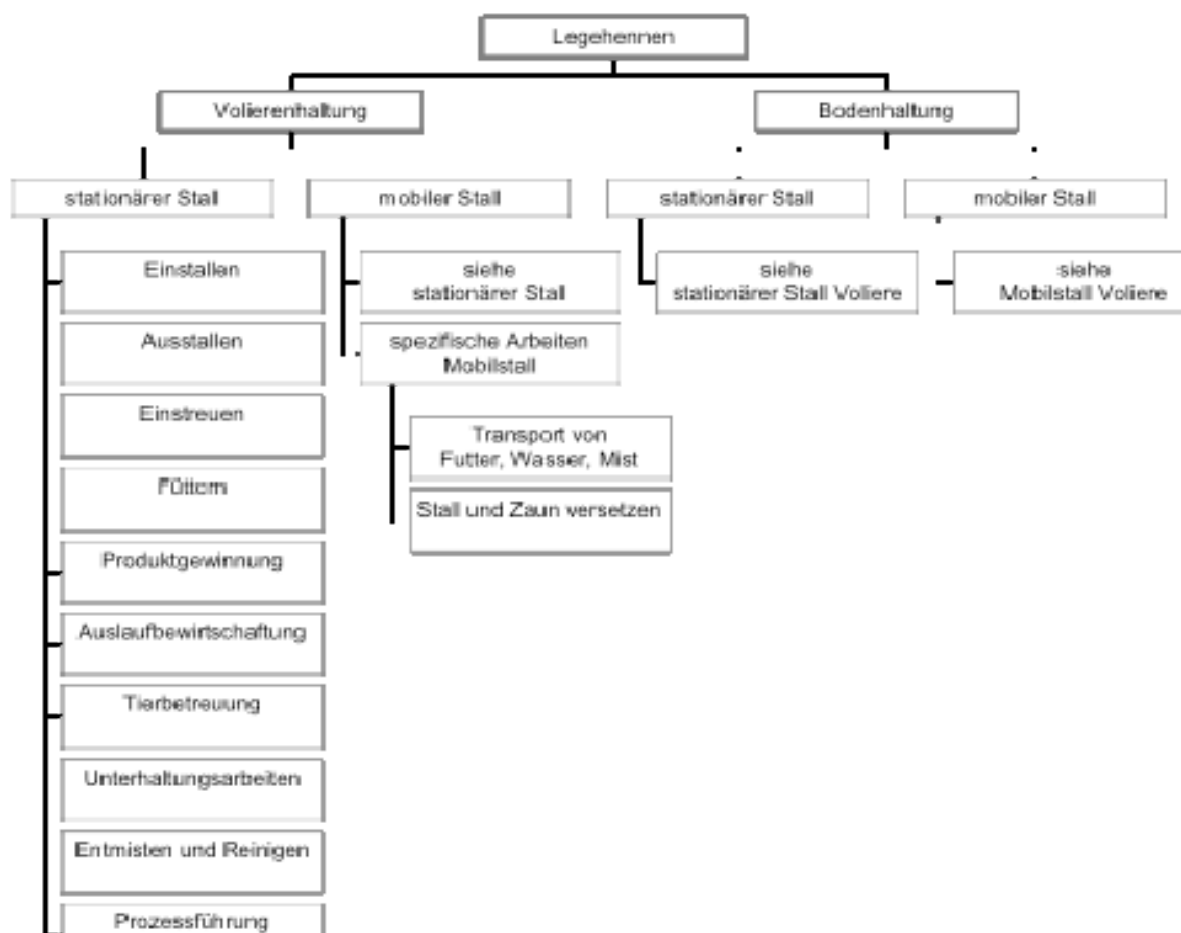 Legehennen
Volierenhaltung
Bodenhaltung
stationärer Stall
mobiler Stall
stationärer Stall
mobiler Stall
Einstallen
siehe
stationärer Stall
siehe
stationärer Stall Voliere
siehe
Mobilstall Voliere
Ausstallen
spezifische Arbeiten
Mobilstall
Einstreuen
Transport von
Futter, Wasser, Mist
Füttern
Stall und Zaun versetzen
Produktgewinnung
Auslaufbewirtschaftung
Tierbetreuung
Unterhaltungsarbeiten
Entmisten und Reinigen
Prozessführung